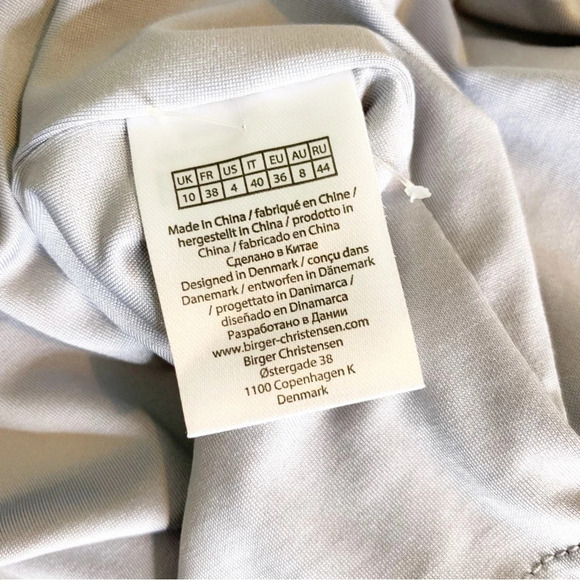 UK FR US IT EU AU RU
10 38 4 40 36 8 44
Made in China / fabriqué en Chine /
hergestellt in China / prodotto in
China / fabricado en China
Сделано в Китае
Designed in Denmark / conçu dans
Danemark / entworfen in Dänemark
/ progettato in Danimarca /
diseñado en Dinamarca
Разработано в Дании
www.birger-christensen.com
Birger Christensen
Østergade 38
1100 Copenhagen K
Denmark